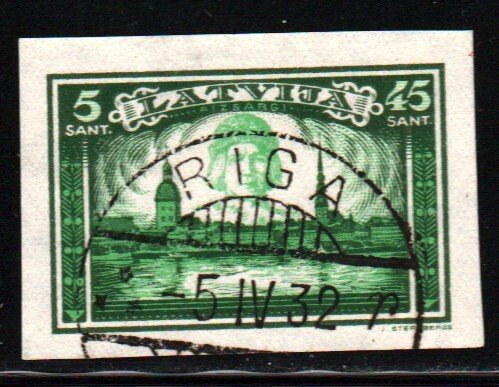 5 LATVIJA 45
SANT. AIZSARGI SANT.
RIGA
-5 IV 32
J. STERNBERGS